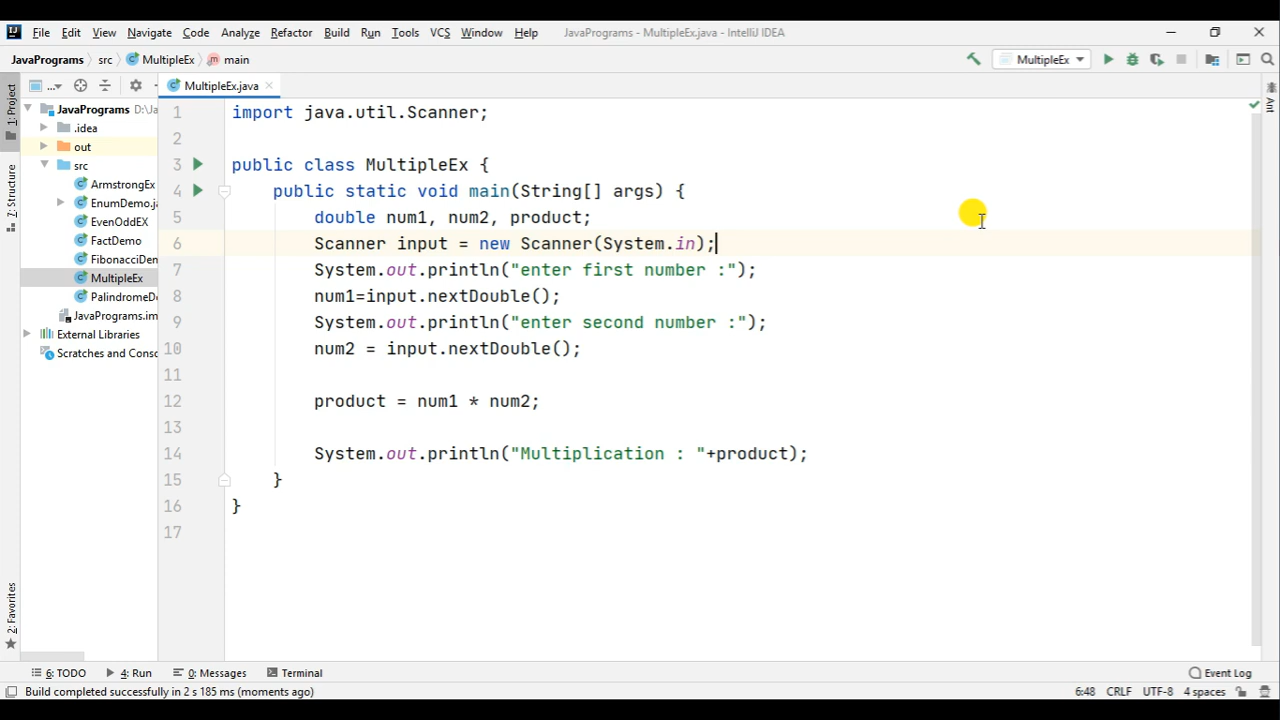 File Edit View Navigate Code Analyze Refactor Build Run Tools VCS Window Help JavaPrograms - MultipleEx.java - IntelliJ IDEA
JavaPrograms src MultipleEx main MultipleEx
1: Project
... MultipleEx.java
JavaPrograms D:\Ja
.idea
out
src
ArmstrongEx
EnumDemo.j
EvenOddEX
FactDemo
FibonacciDem
MultipleEx
PalindromeD
JavaPrograms.im
External Libraries
Scratches and Conso
7: Structure
2: Favorites
Ant
1 import java.util.Scanner;
2
3 public class MultipleEx {
4 public static void main(String[] args) {
5 double num1, num2, product;
6 Scanner input = new Scanner(System.in);
7 System.out.println("enter first number :");
8 num1=input.nextDouble();
9 System.out.println("enter second number :");
10 num2 = input.nextDouble();
11
12 product = num1 * num2;
13
14 System.out.println("Multiplication : "+product);
15 }
16 }
17
6: TODO 4: Run 0: Messages Terminal Event Log
Build completed successfully in 2 s 185 ms (moments ago) 6:48 CRLF UTF-8 4 spaces